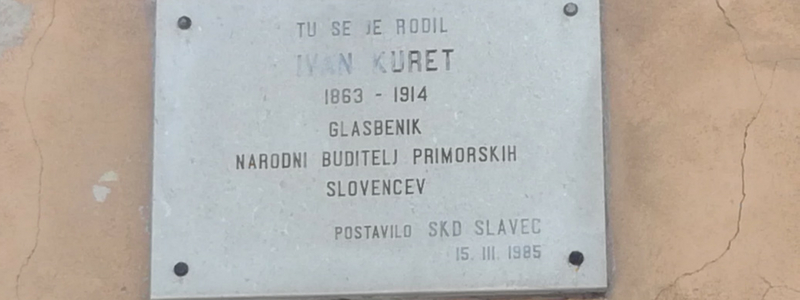 TU SE JE RODIL
IVAN KURET
1863 - 1914
GLASBENIK
NARODNI BUDITELJ PRIMORSKIH
SLOVENCEV
POSTAVILO SKD SLAVEC
15. III. 1985